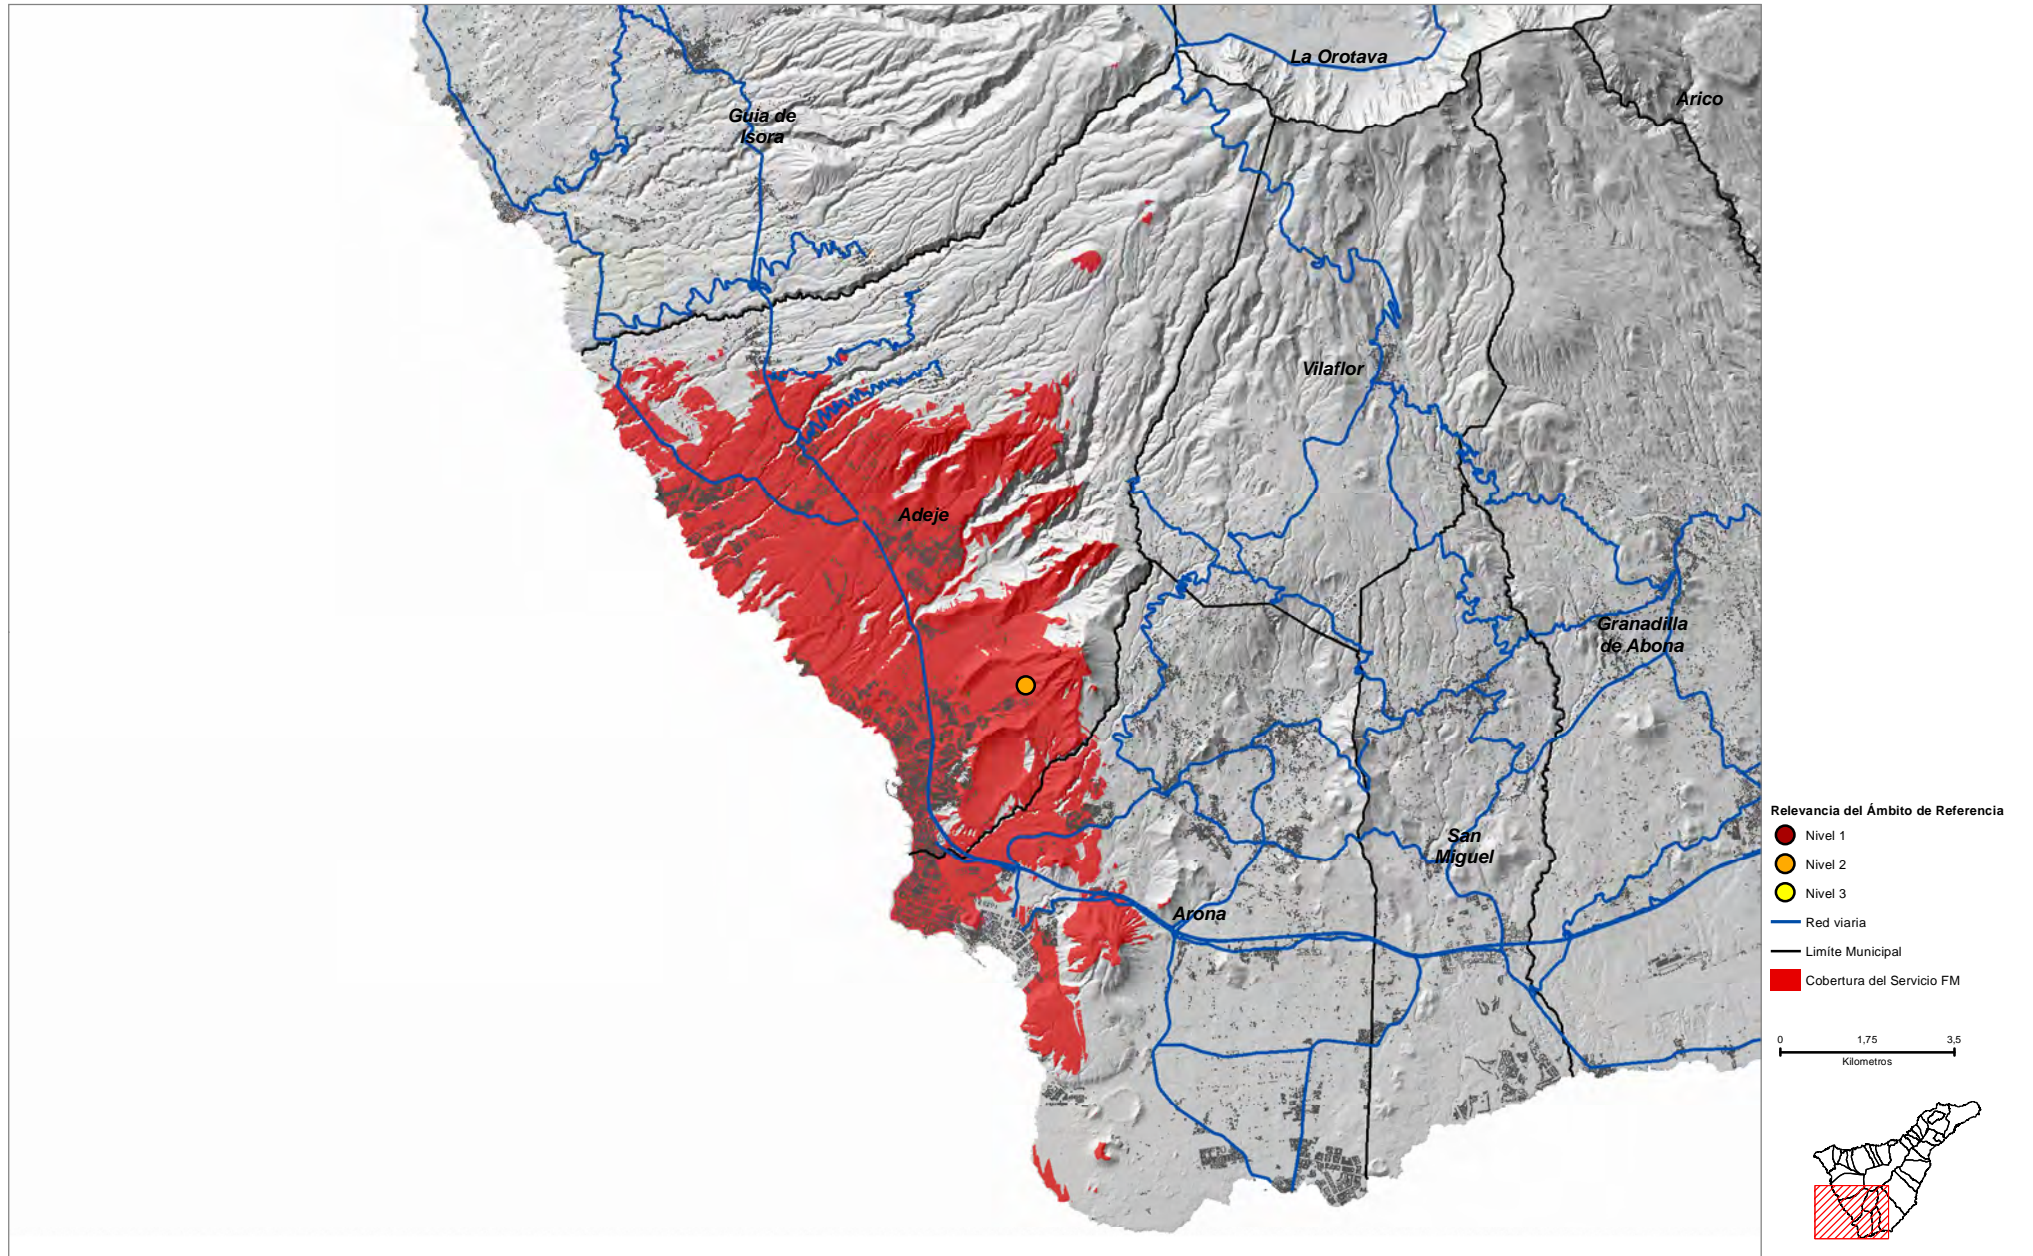 La Orotava
Arico
Guia de
Isora
Vilaflor
Adeje
Granadilla
de Abona
San
Miguel
Arona
Relevancia del Ámbito de Referencia
Nivel 1
Nivel 2
Nivel 3
Red viaria
Limíte Municipal
Cobertura del Servicio FM
0 1,75 3,5
Kilometros